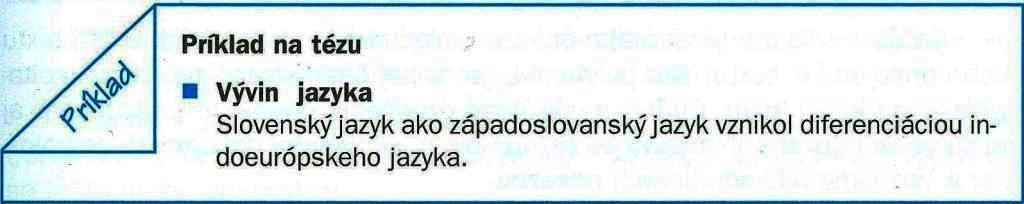 Príklad
Príklad na tézu
■ Vývin jazyka
Slovenský jazyk ako západoslovanský jazyk vznikol diferenciáciou in-
doeurópskeho jazyka.